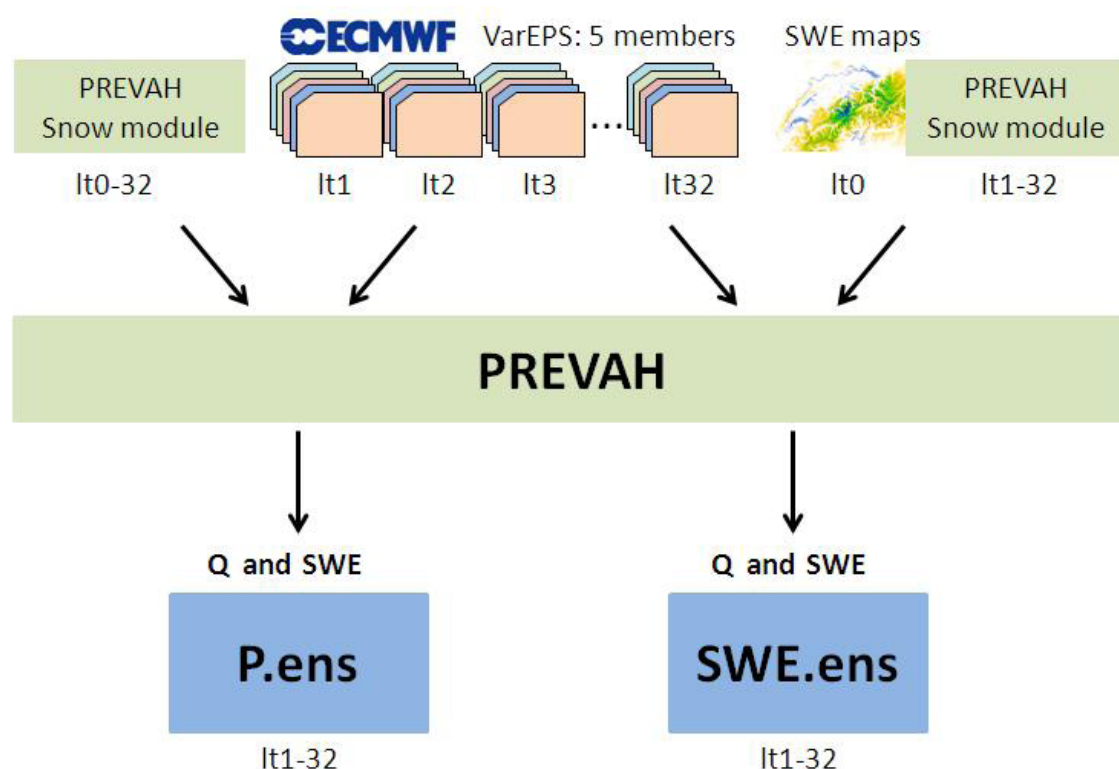 ECMWF VarEPS: 5 members SWE maps
PREVAH
Snow module
...
PREVAH
Snow module
lt0-32 lt1 lt2 lt3 lt32 lt0 lt1-32
PREVAH
Q and SWE Q and SWE
P.ens SWE.ens
lt1-32 lt1-32